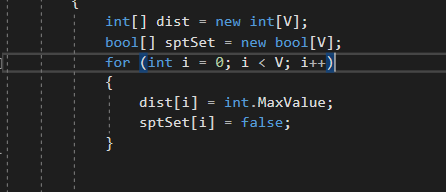 {
int[] dist = new int[V];
bool[] sptSet = new bool[V];
for (int i = 0; i < V; i++)
{
dist[i] = int.MaxValue;
sptSet[i] = false;
}